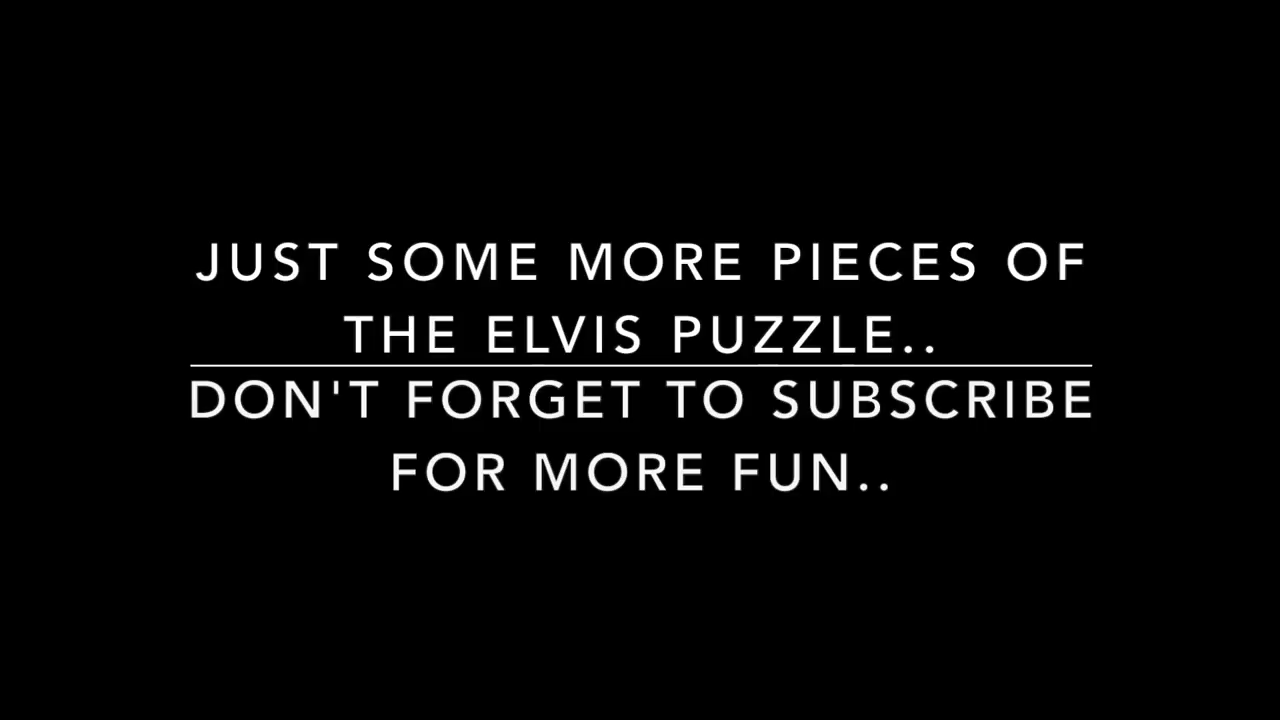 JUST SOME MORE PIECES OF
THE ELVIS PUZZLE..
DON'T FORGET TO SUBSCRIBE
FOR MORE FUN..